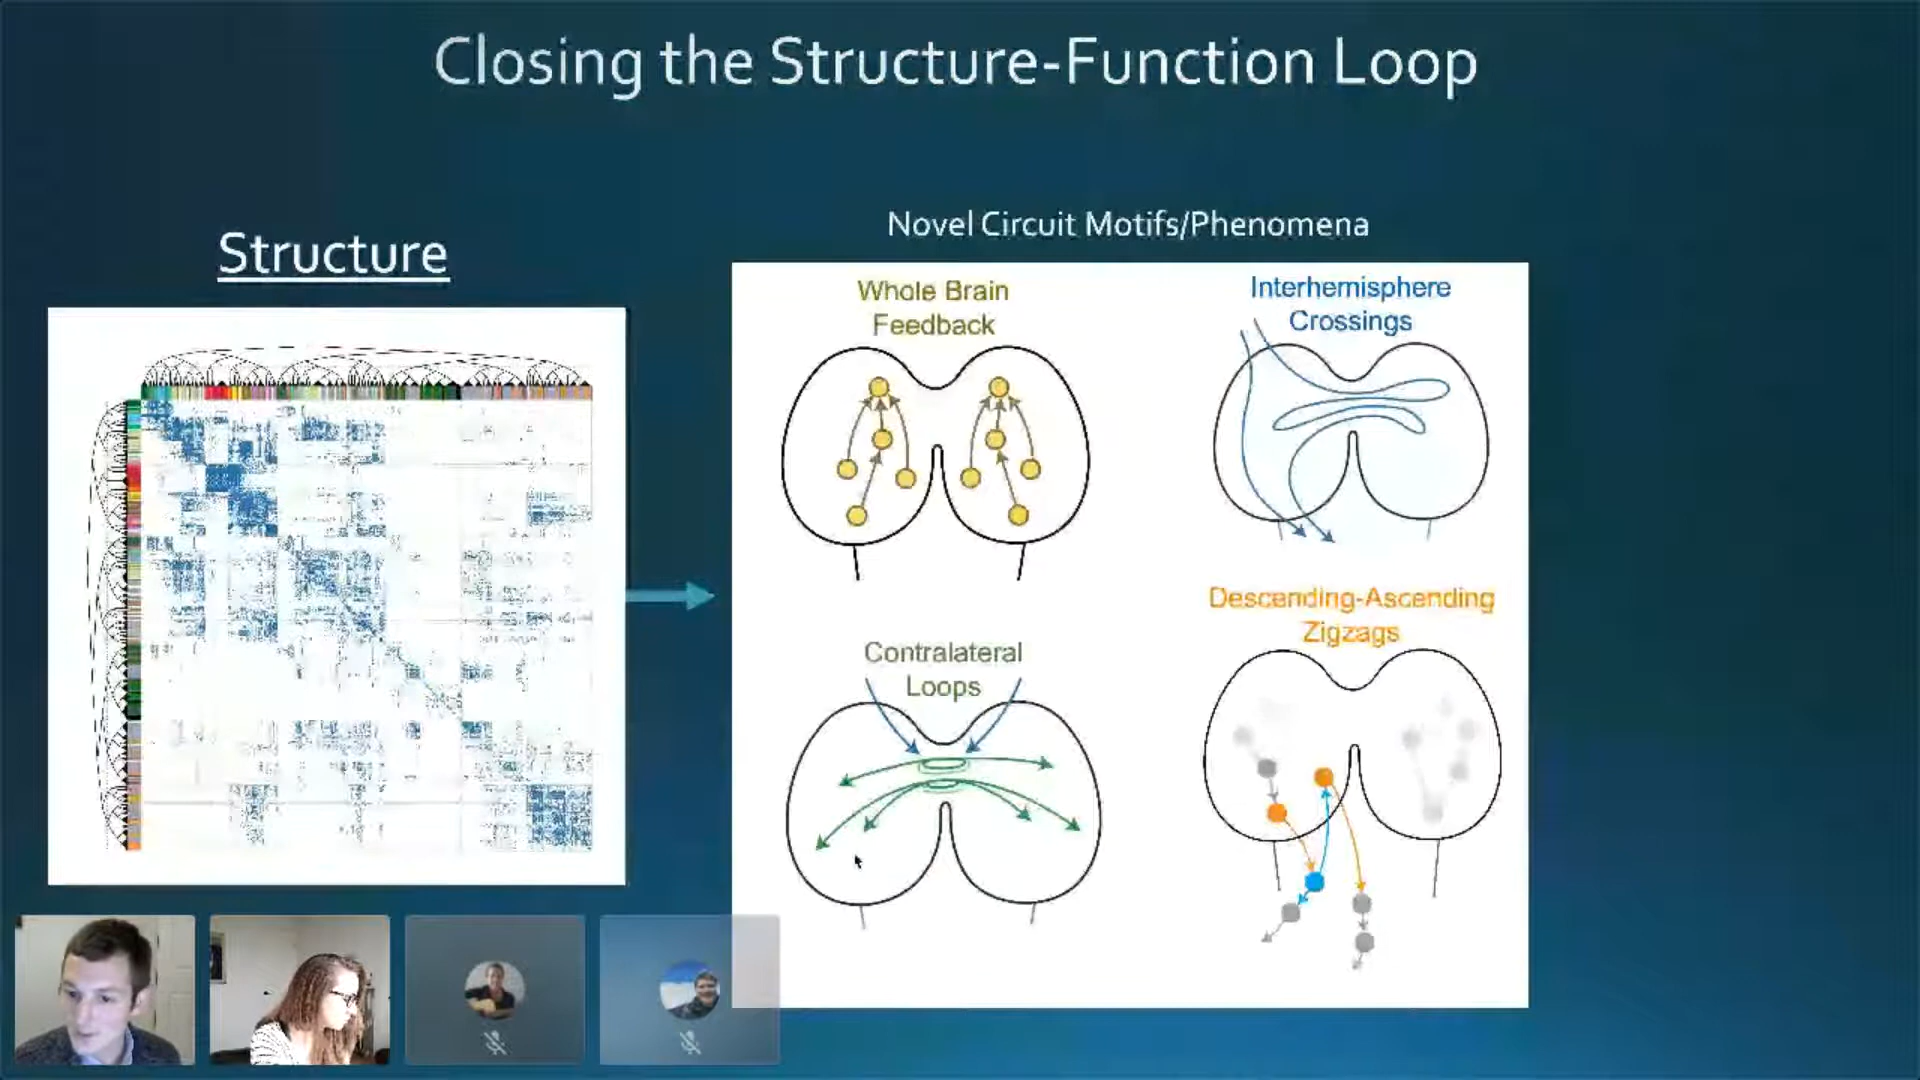 Closing the Structure-Function Loop
Structure
Novel Circuit Motifs/Phenomena
Whole Brain
Feedback
Interhemisphere
Crossings
Contralateral
Loops
Descending-Ascending
Zigzags